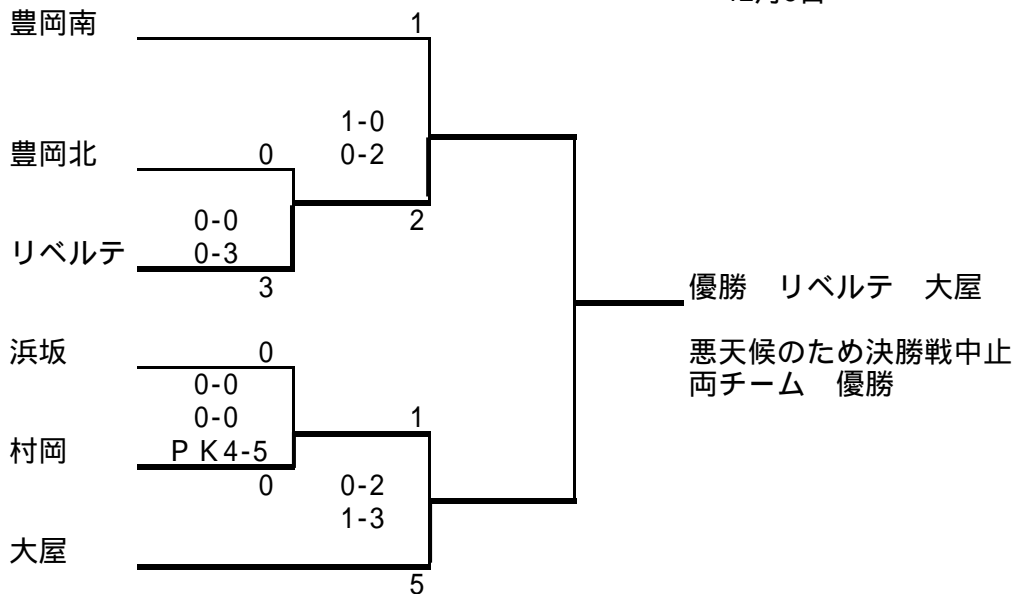 豊岡南
1
1-0
0-2
豊岡北
0
2
0-0
0-3
リベルテ
3
優勝　リベルテ　大屋
悪天候のため決勝戦中止
両チーム　優勝
浜坂
0
0-0
0-0
ＰＫ4-5
村岡
0
1
0-2
1-3
大屋
5